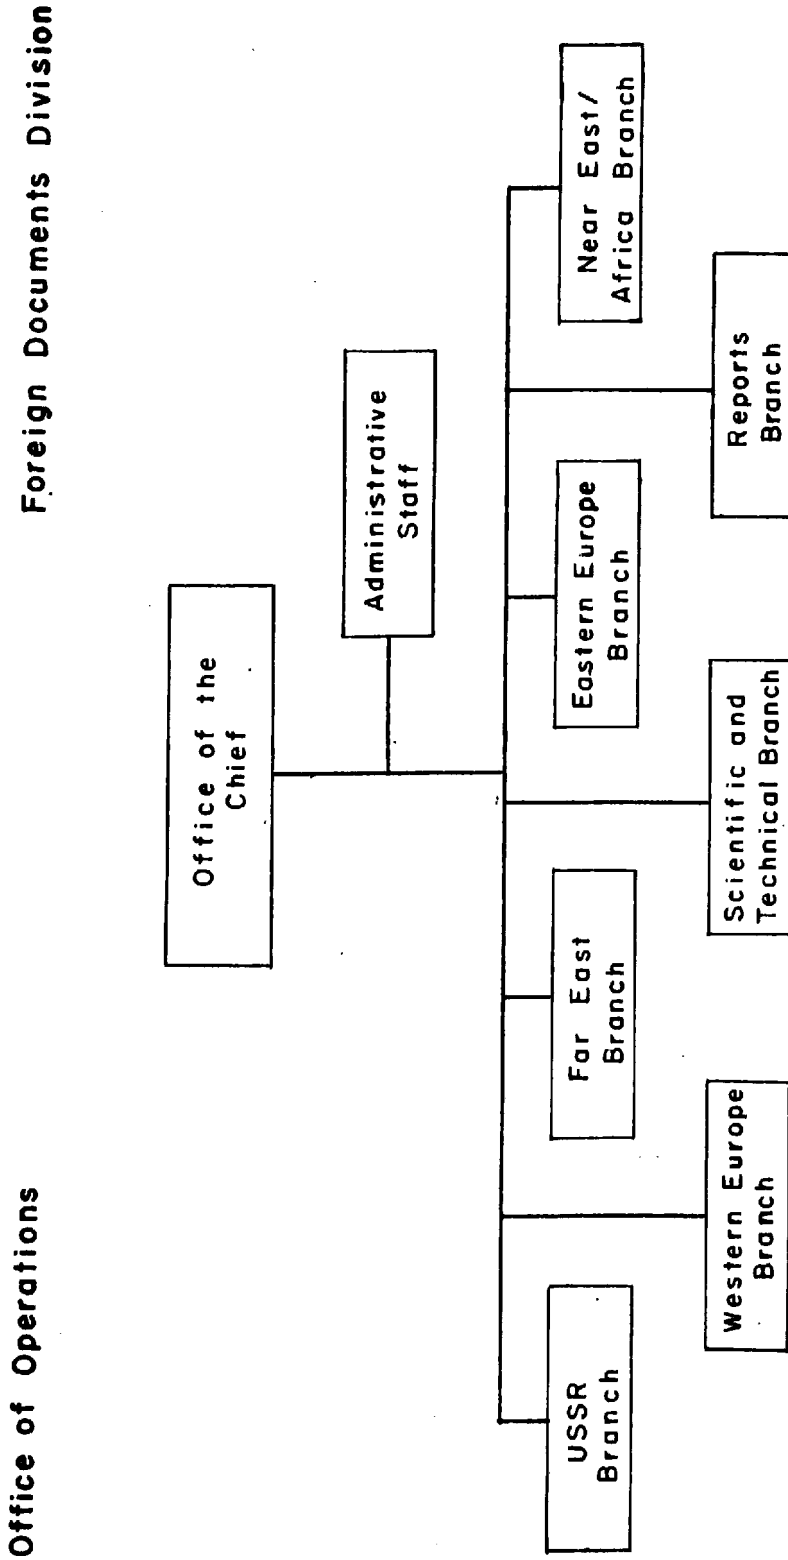 Office of Operations
Foreign Documents Division
Office of the
Chief
Administrative
Staff
USSR
Branch
Far East
Branch
Eastern Europe
Branch
Near East/
Africa Branch
Western Europe
Branch
Scientific and
Technical Branch
Reports
Branch